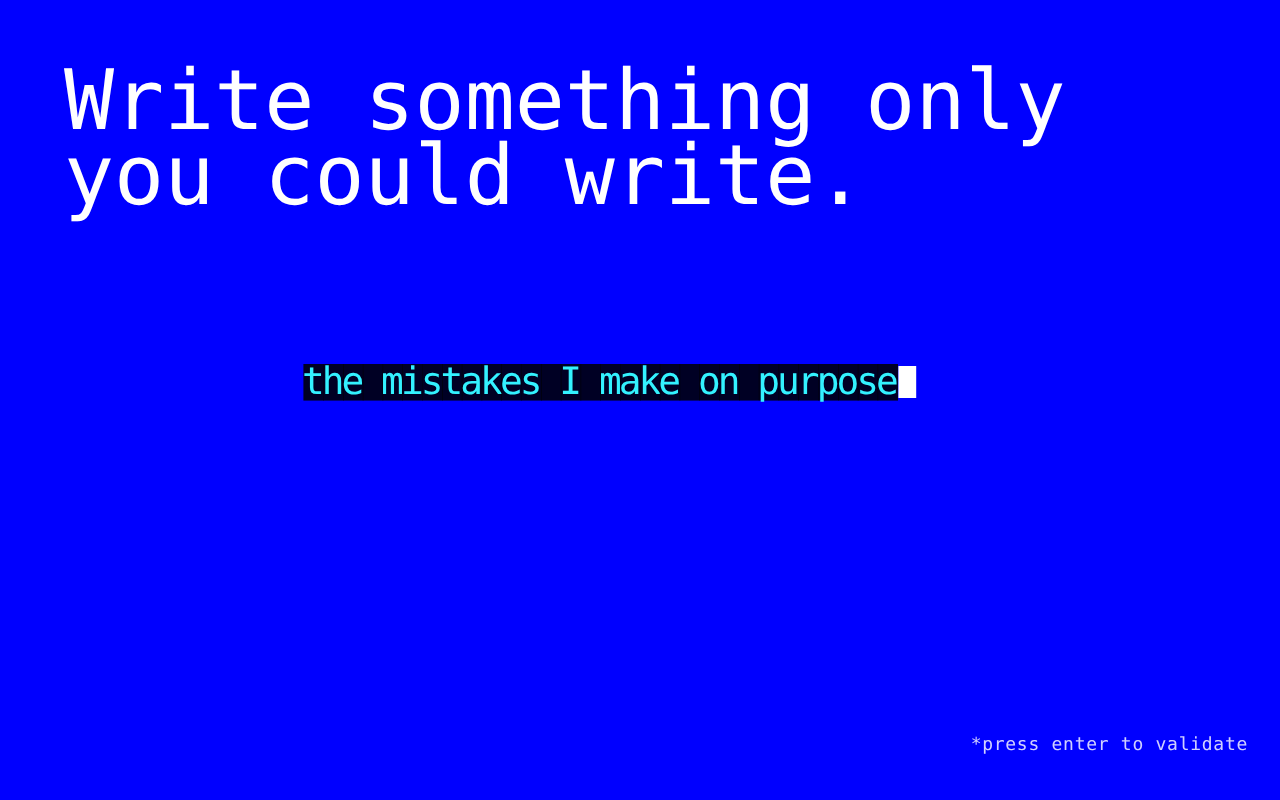 Write something only
you could write.
the mistakes I make on purpose
*press enter to validate